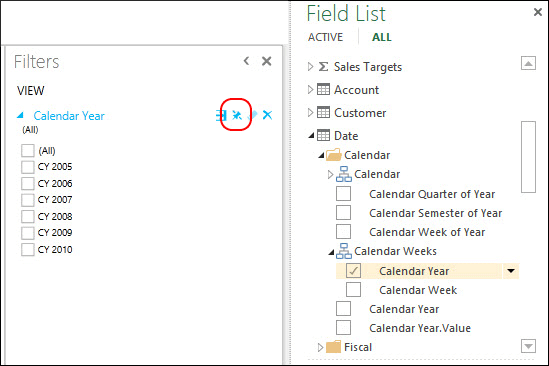 Filters
VIEW
Calendar Year
(All)
(All)
CY 2005
CY 2006
CY 2007
CY 2008
CY 2009
CY 2010
Field List
ACTIVE ALL
Σ Sales Targets
Account
Customer
Date
Calendar
Calendar
Calendar Quarter of Year
Calendar Semester of Year
Calendar Week of Year
Calendar Weeks
Calendar Year
Calendar Week
Calendar Year
Calendar Year.Value
Fiscal